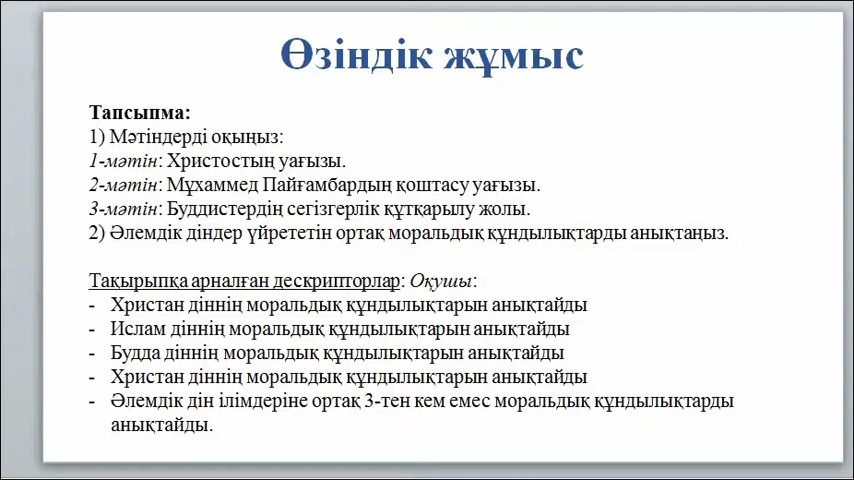 Өзіндік жұмыс
Тапсыпма:
1) Мәтіндерді оқыңыз:
1-мәтін: Христостың уағызы.
2-мәтін: Мұхаммед Пайғамбардың қоштасу уағызы.
3-мәтін: Буддистердің сегізгерлік құтқарылу жолы.
2) Әлемдік діндер үйрететін ортақ моральдық құндылықтарды анықтаңыз.
Тақырыпқа арналған дескрипторлар: Оқушы:
- Христан діннің моральдық құндылықтарын анықтайды
- Ислам діннің моральдық құндылықтарын анықтайды
- Будда діннің моральдық құндылықтарын анықтайды
- Христан діннің моральдық құндылықтарын анықтайды
- Әлемдік дін ілімдеріне ортақ 3-тен кем емес моральдық құндылықтарды
анықтайды.